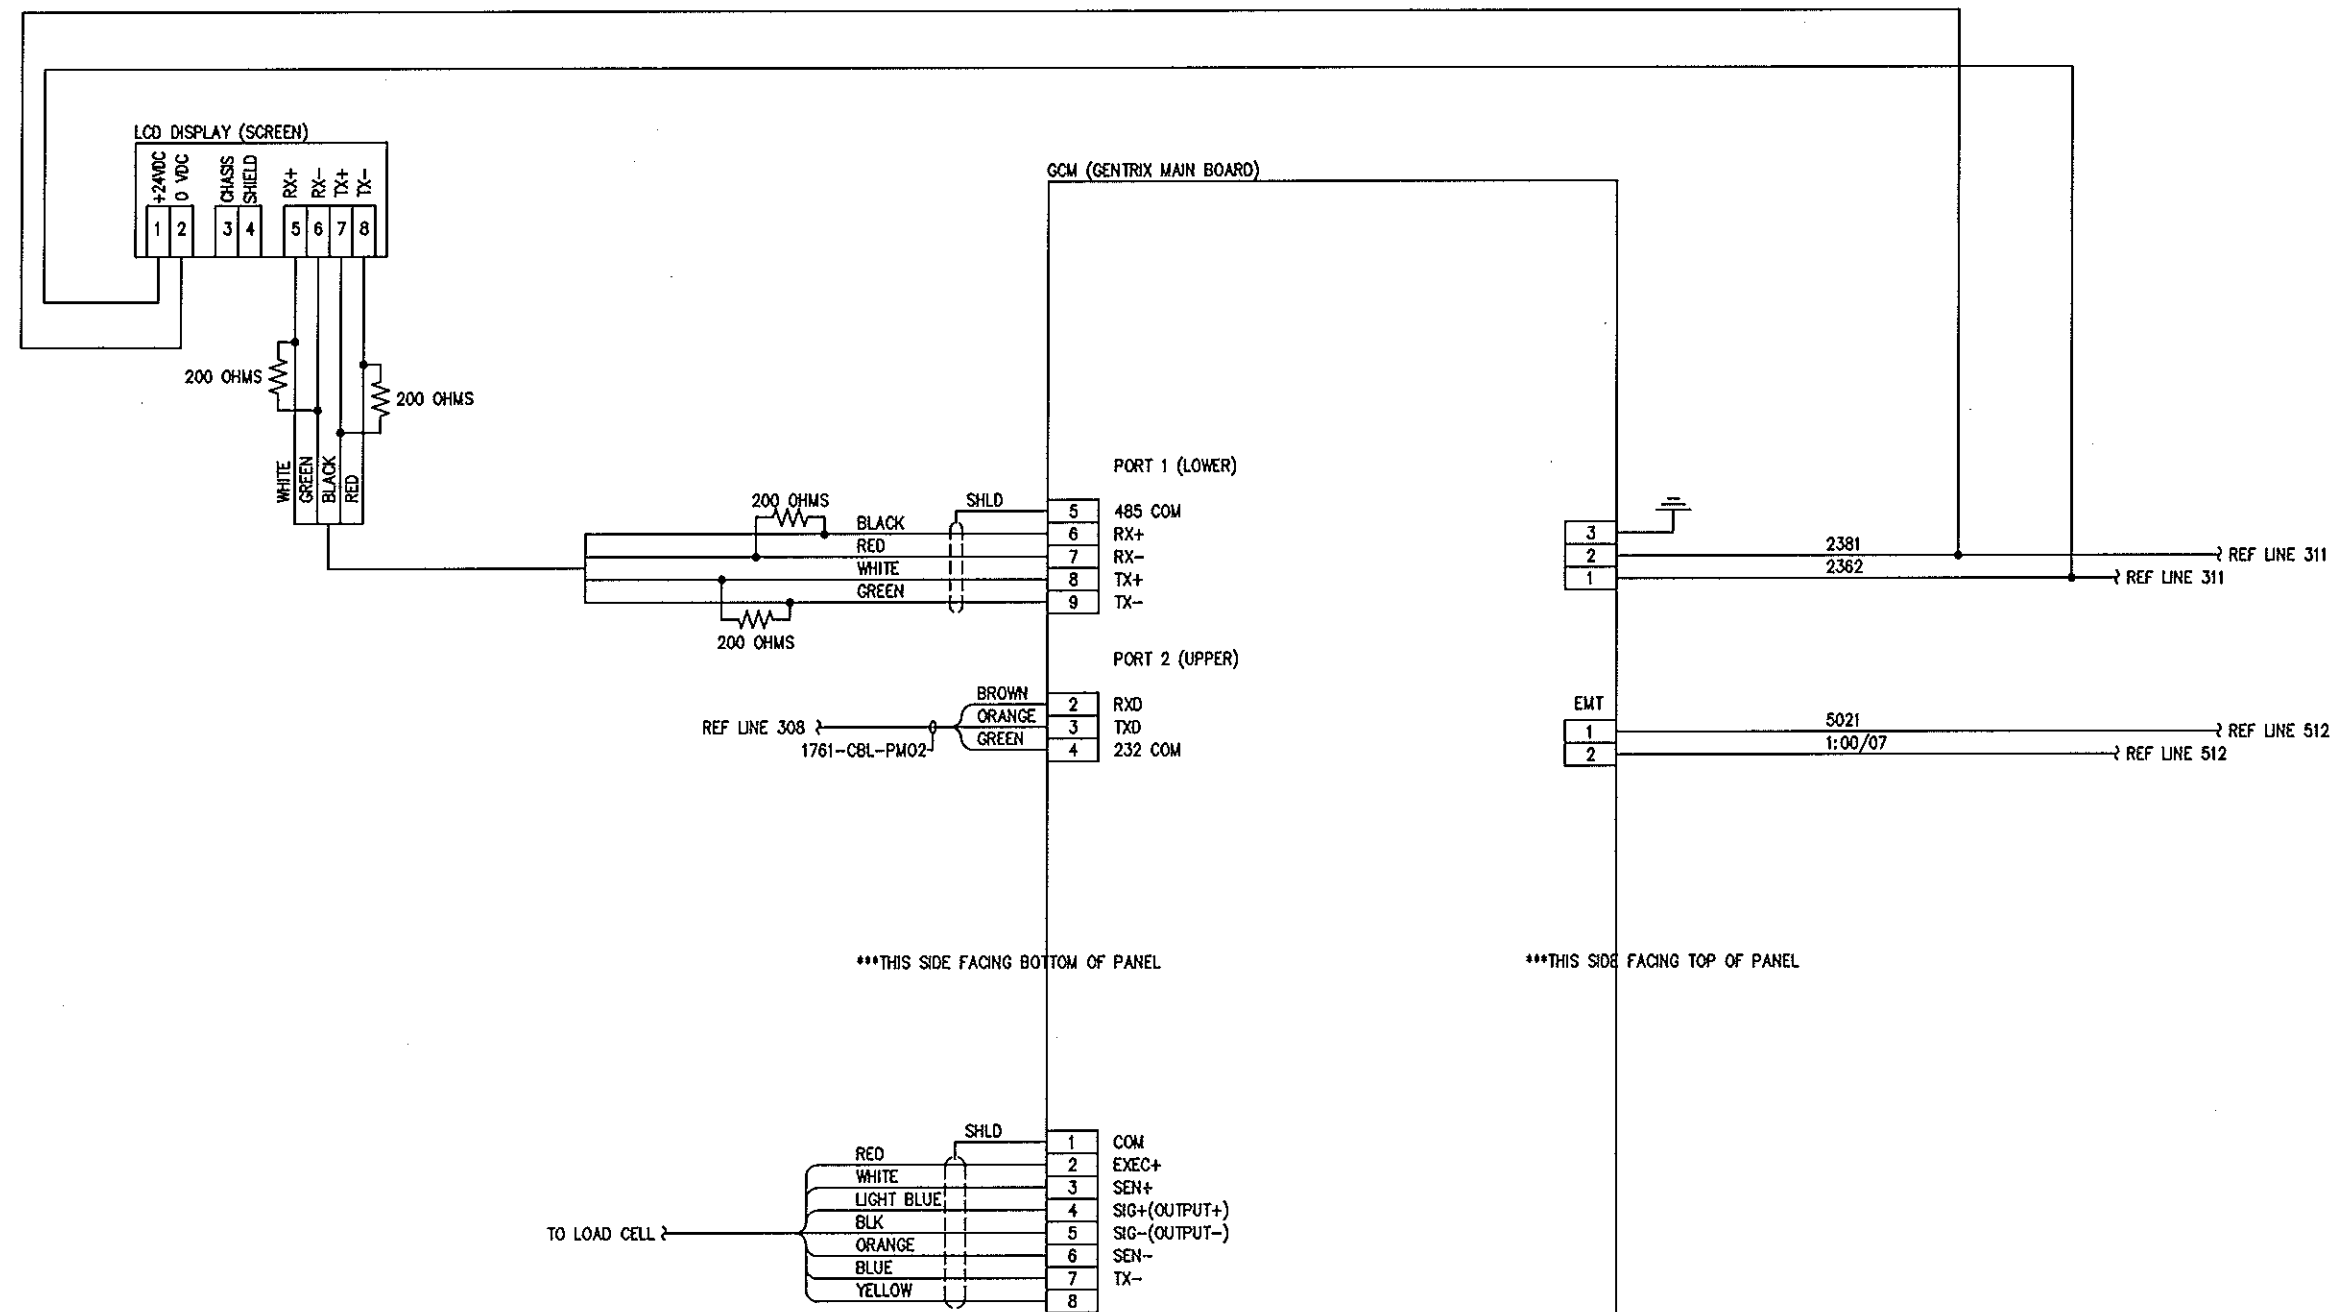 LCD DISPLAY (SCREEN)
+24VDC
0 VDC
CHASIS
SHIELD
RX+
RX-
TX+
TX-
1 2 3 4 5 6 7 8
200 OHMS
200 OHMS
WHITE
GREEN
BLACK
RED
GCM (GENTRIX MAIN BOARD)
PORT 1 (LOWER)
200 OHMS
SHLD 5 485 COM
BLACK 6 RX+
RED 7 RX-
WHITE 8 TX+
GREEN 9 TX-
200 OHMS
PORT 2 (UPPER)
BROWN 2 RXD
REF LINE 308 ORANGE 3 TXD
1761-CBL-PM02 GREEN 4 232 COM
3
2 2381 REF LINE 311
1 2362 REF LINE 311
EMT
1 5021 REF LINE 512
2 1:00/07 REF LINE 512
***THIS SIDE FACING BOTTOM OF PANEL
***THIS SIDE FACING TOP OF PANEL
SHLD 1 COM
RED 2 EXEC+
WHITE 3 SEN+
LIGHT BLUE 4 SIG+(OUTPUT+)
TO LOAD CELL BLK 5 SIG-(OUTPUT-)
ORANGE 6 SEN-
BLUE 7 TX-
YELLOW 8